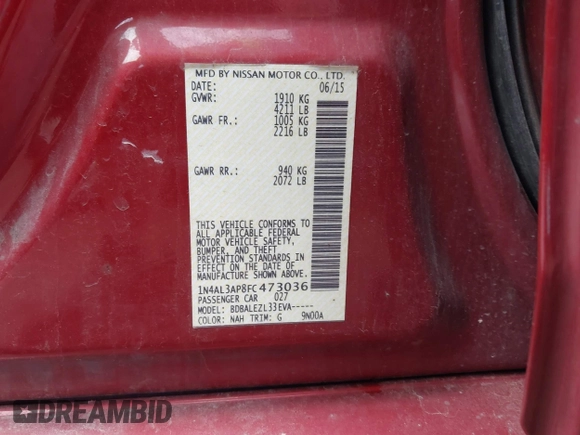 MFD BY NISSAN MOTOR CO., LTD.
DATE: 06/15
GVWR: 1910 KG
4211 LB
GAWR FR.: 1005 KG
2216 LB
GAWR RR.: 940 KG
2072 LB
THIS VEHICLE CONFORMS TO
ALL APPLICABLE FEDERAL
MOTOR VEHICLE SAFETY,
BUMPER, AND THEFT
PREVENTION STANDARDS IN
EFFECT ON THE DATE OF
MANUFACTURE SHOWN ABOVE.
1N4AL3AP8FC473036
PASSENGER CAR 027
MODEL: BDBALEZL33EVA-----
COLOR: NAH TRIM: G 9N00A
DREAMBID